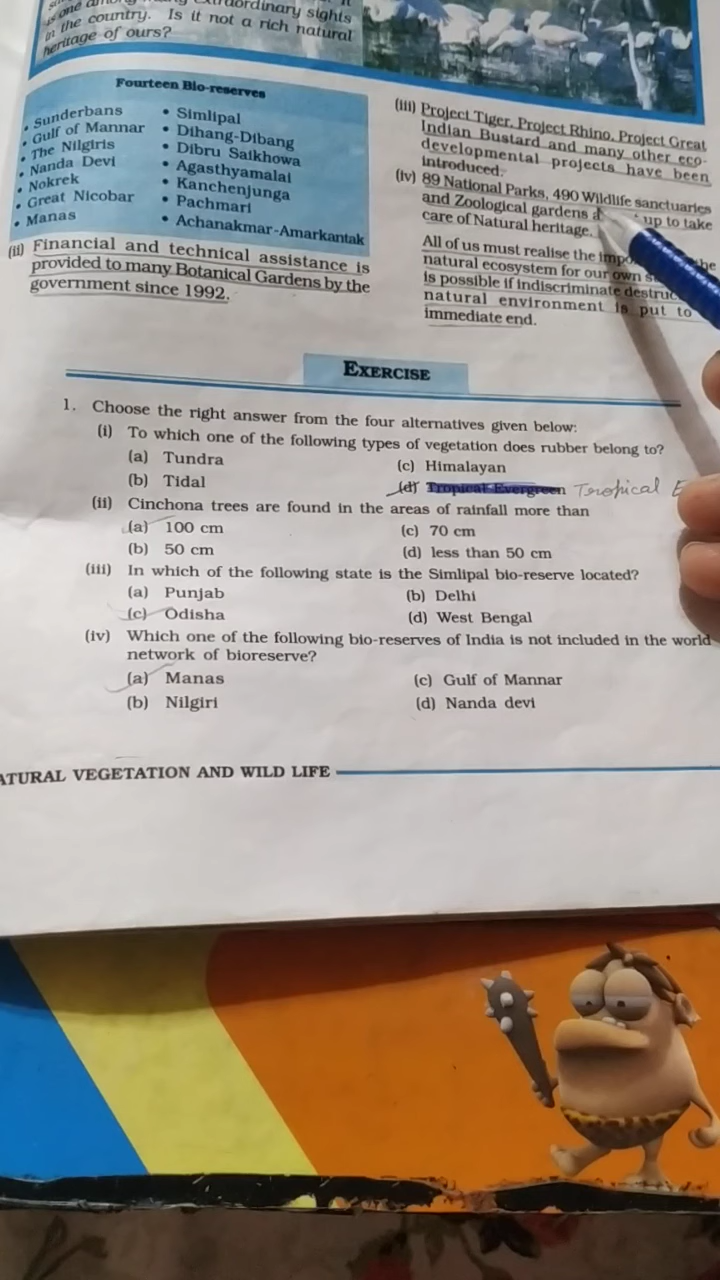 is one among many extraordinary sights
in the country. Is it not a rich natural
heritage of ours?
Fourteen Bio-reserves
• Sunderbans
• Gulf of Mannar
• The Nilgiris
• Nanda Devi
• Nokrek
• Great Nicobar
• Manas
• Simlipal
• Dihang-Dibang
• Dibru Saikhowa
• Agasthyamalai
• Kanchenjunga
• Pachmari
• Achanakmar-Amarkantak
(ii) Financial and technical assistance is
provided to many Botanical Gardens by the
government since 1992.
(iii) Project Tiger, Project Rhino, Project Great
Indian Bustard and many other eco-
developmental projects have been
introduced.
(iv) 89 National Parks, 490 Wildlife sanctuaries
and Zoological gardens up to take
care of Natural heritage.
All of us must realise the
natural ecosystem for our own
is possible if indiscriminate
natural environment is put to
immediate end.
EXERCISE
1. Choose the right answer from the four alternatives given below:
(i) To which one of the following types of vegetation does rubber belong to?
(a) Tundra
(c) Himalayan
(b) Tidal
(d) Tropical Evergreen Tropical E
(ii) Cinchona trees are found in the areas of rainfall more than
(a) 100 cm
(c) 70 cm
(b) 50 cm
(d) less than 50 cm
(iii) In which of the following state is the Simlipal bio-reserve located?
(a) Punjab
(b) Delhi
(c) Odisha
(d) West Bengal
(iv) Which one of the following bio-reserves of India is not included in the world
network of bioreserve?
(a) Manas
(c) Gulf of Mannar
(b) Nilgiri
(d) Nanda devi
ATURAL VEGETATION AND WILD LIFE